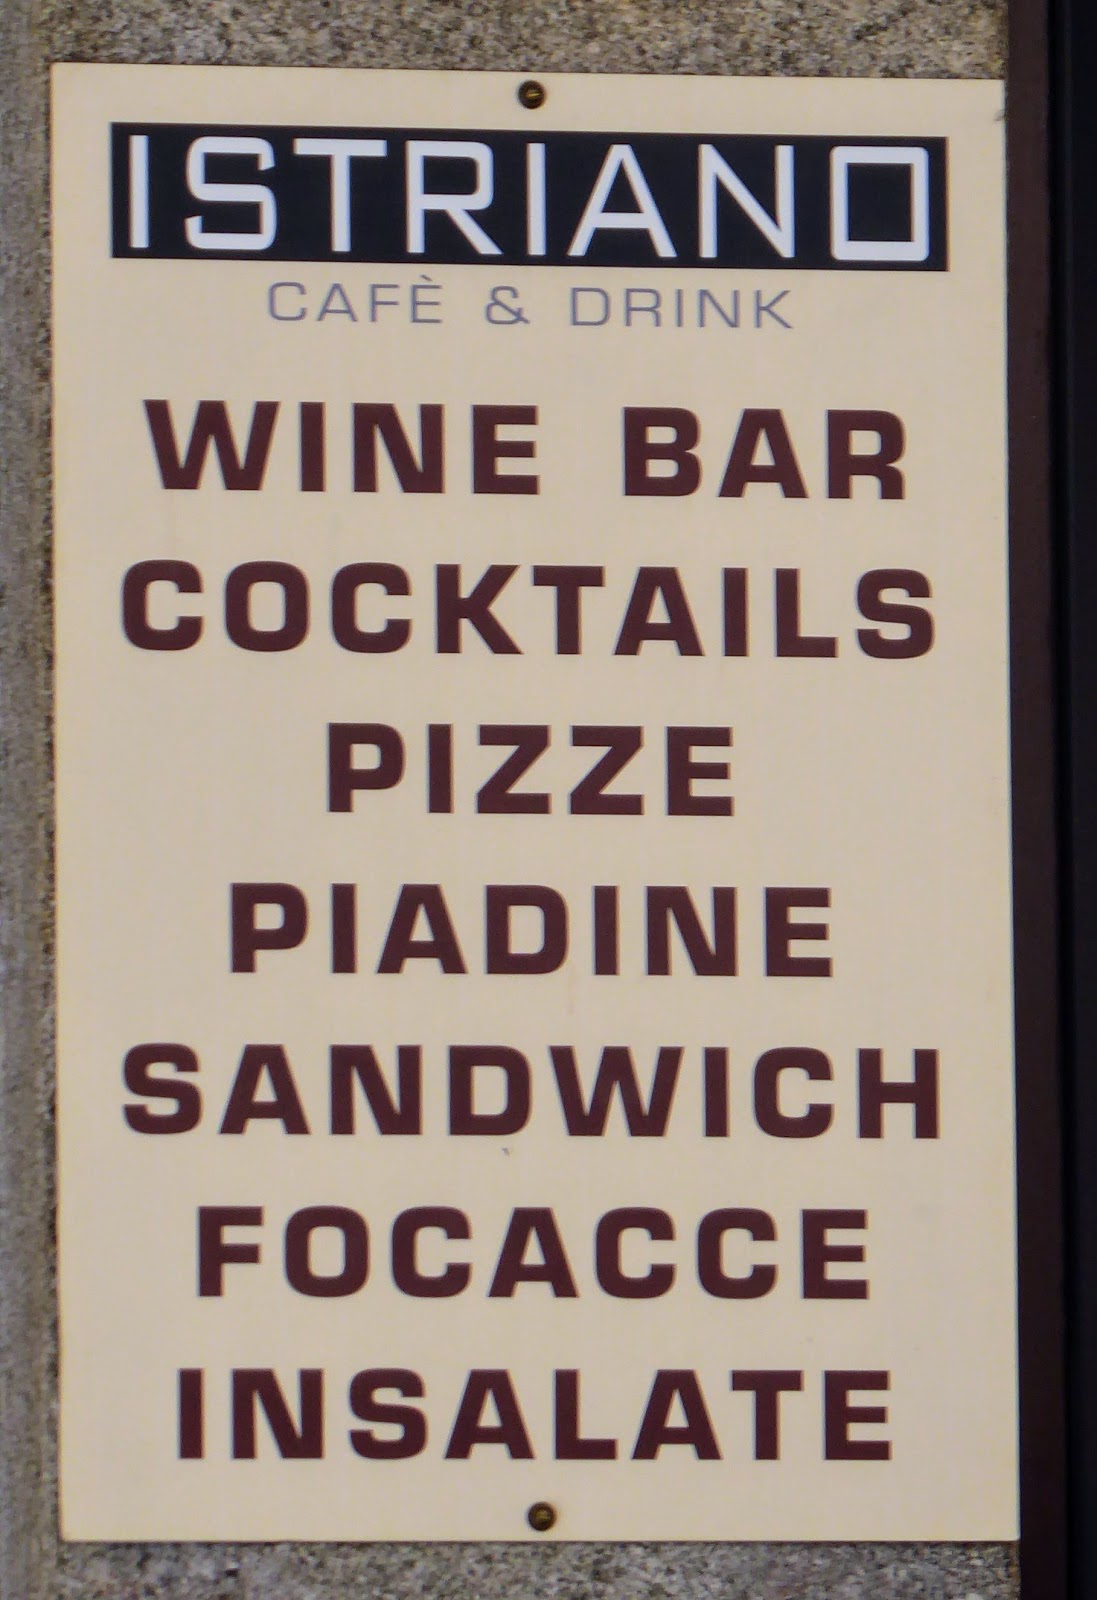 ISTRIANO
CAFÈ & DRINK
WINE BAR
COCKTAILS
PIZZE
PIADINE
SANDWICH
FOCACCE
INSALATE